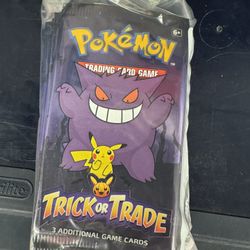 6+
Pokémon
TRADING CARD GAME
TRICK OR TRADE
3 ADDITIONAL GAME CARDS